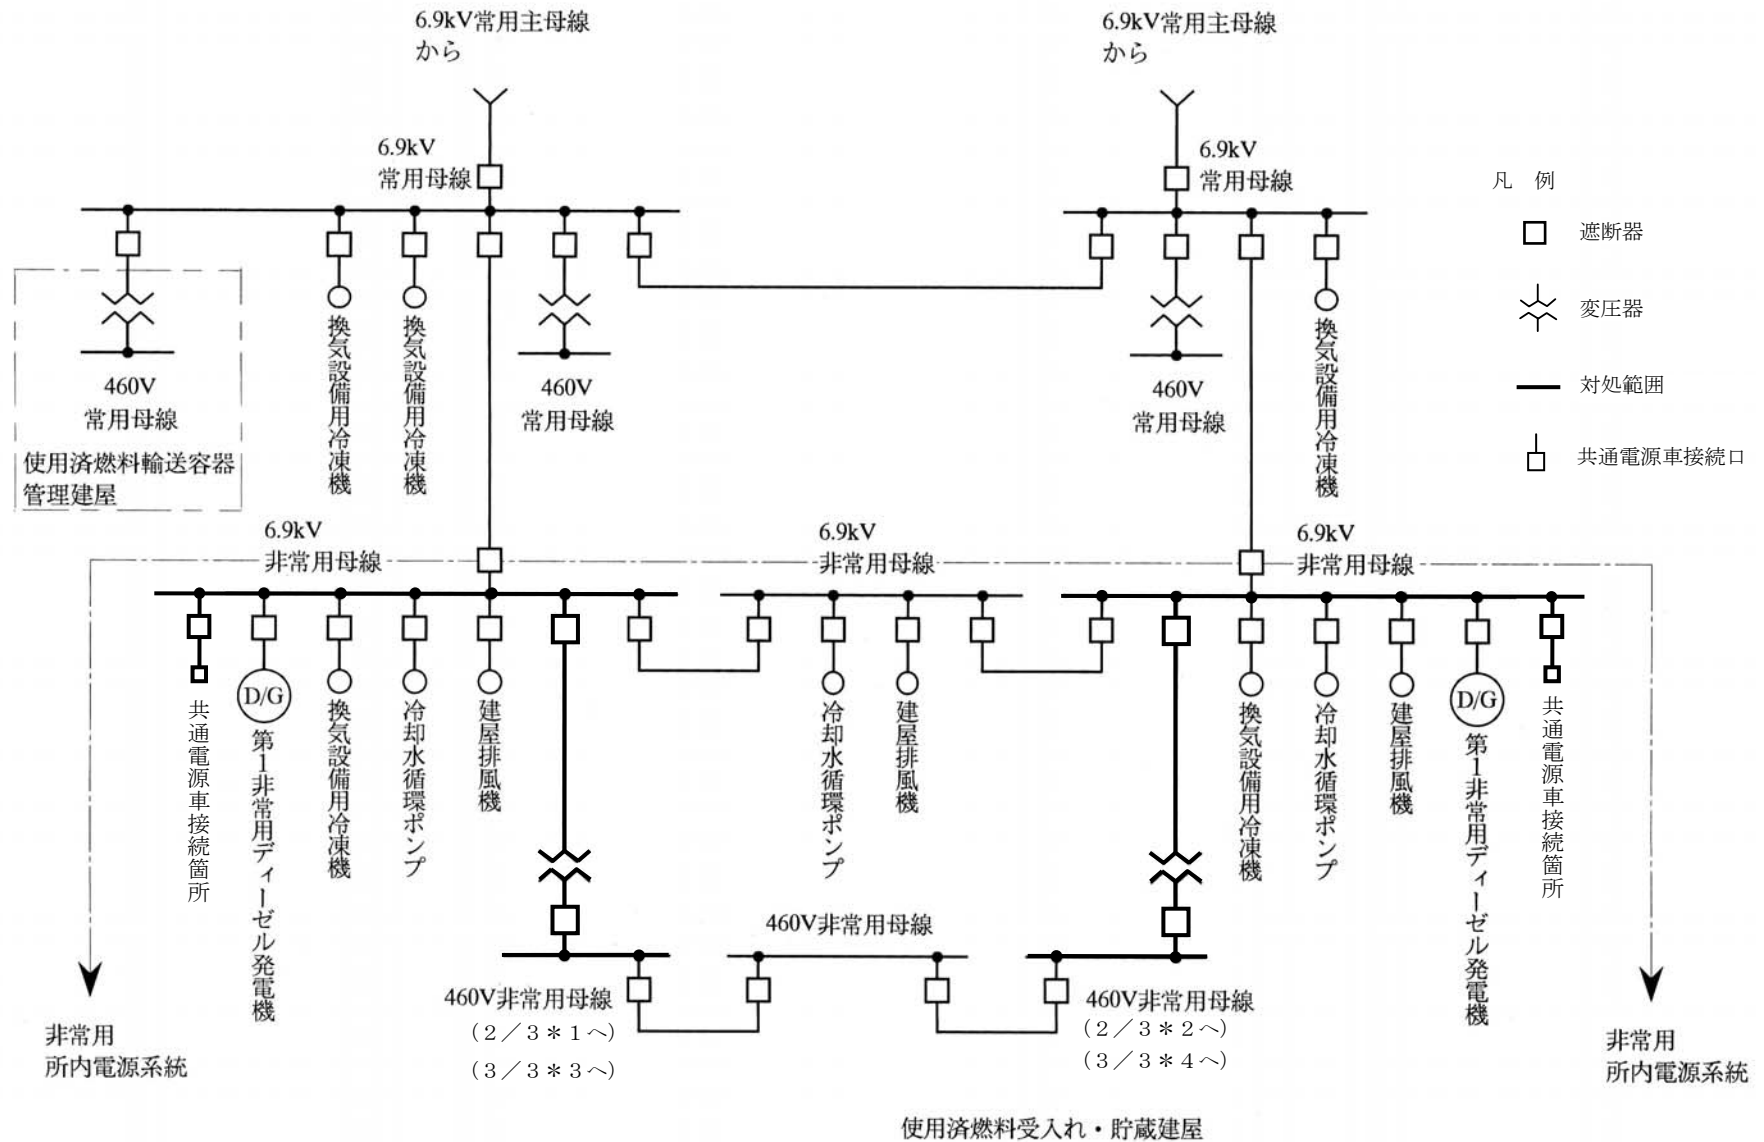 6.9kV常用主母線
から
6.9kV常用主母線
から
6.9kV
常用母線
6.9kV
常用母線
凡　例
遮断器
変圧器
対処範囲
共通電源車接続口
460V
常用母線
使用済燃料輸送容器
管理建屋
換気設備用冷凍機
換気設備用冷凍機
460V
常用母線
460V
常用母線
換気設備用冷凍機
6.9kV
非常用母線
6.9kV
非常用母線
6.9kV
非常用母線
共通電源車接続箇所
D/G
第1非常用ディーゼル発電機
換気設備用冷凍機
冷却水循環ポンプ
建屋排風機
冷却水循環ポンプ
建屋排風機
換気設備用冷凍機
冷却水循環ポンプ
建屋排風機
D/G
第1非常用ディーゼル発電機
共通電源車接続箇所
460V非常用母線
（２／３＊１へ）
（３／３＊３へ）
460V非常用母線
460V非常用母線
（２／３＊２へ）
（３／３＊４へ）
非常用
所内電源系統
非常用
所内電源系統
使用済燃料受入れ・貯蔵建屋